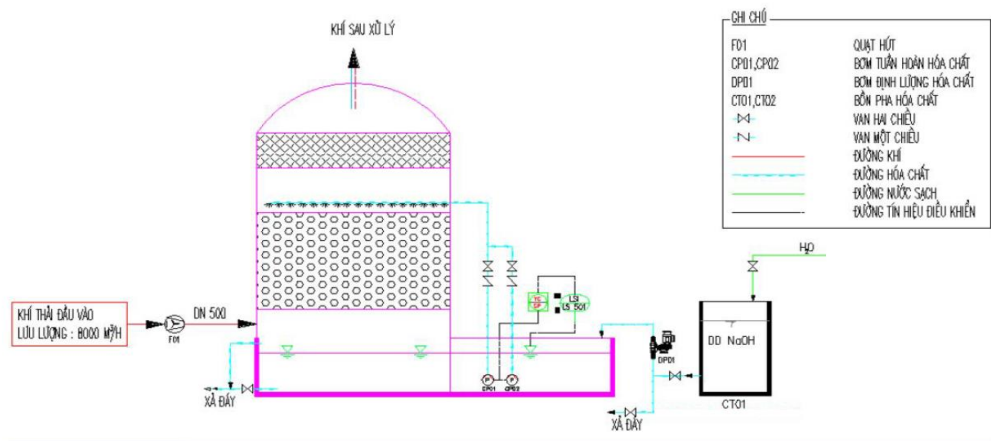 KHÍ SAU XỬ LÝ
GHI CHÚ
F01 QUẠT HÚT
CP01,CP02 BƠM TUẦN HOÀN HÓA CHẤT
DP01 BƠM ĐỊNH LƯỢNG HÓA CHẤT
CT01,CT02 BỒN PHA HÓA CHẤT
VAN HAI CHIỀU
VAN MỘT CHIỀU
ĐƯỜNG KHÍ
ĐƯỜNG HÓA CHẤT
ĐƯỜNG NƯỚC SẠCH
ĐƯỜNG TÍN HIỆU ĐIỀU KHIỂN
H₂O
KHÍ THẢI ĐẦU VÀO
LƯU LƯỢNG : 8000 M³/H
F01
DN 500
LSI
LS 501
DD NaOH
DP01
CT01
P
P
CP01
CP02
XẢ ĐÁY
XẢ ĐÁY